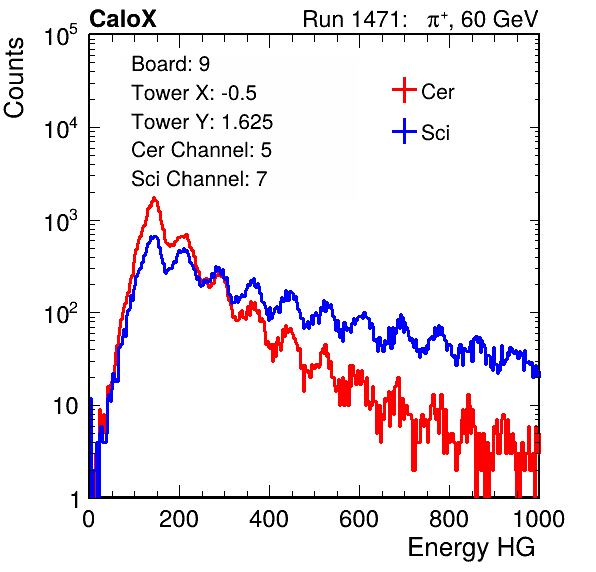 CaloX Run 1471: π⁺, 60 GeV
Counts
10⁵
10⁴
10³
10²
10
1
Board: 9
Tower X: -0.5
Tower Y: 1.625
Cer Channel: 5
Sci Channel: 7
Cer
Sci
0 200 400 600 800 1000
Energy HG